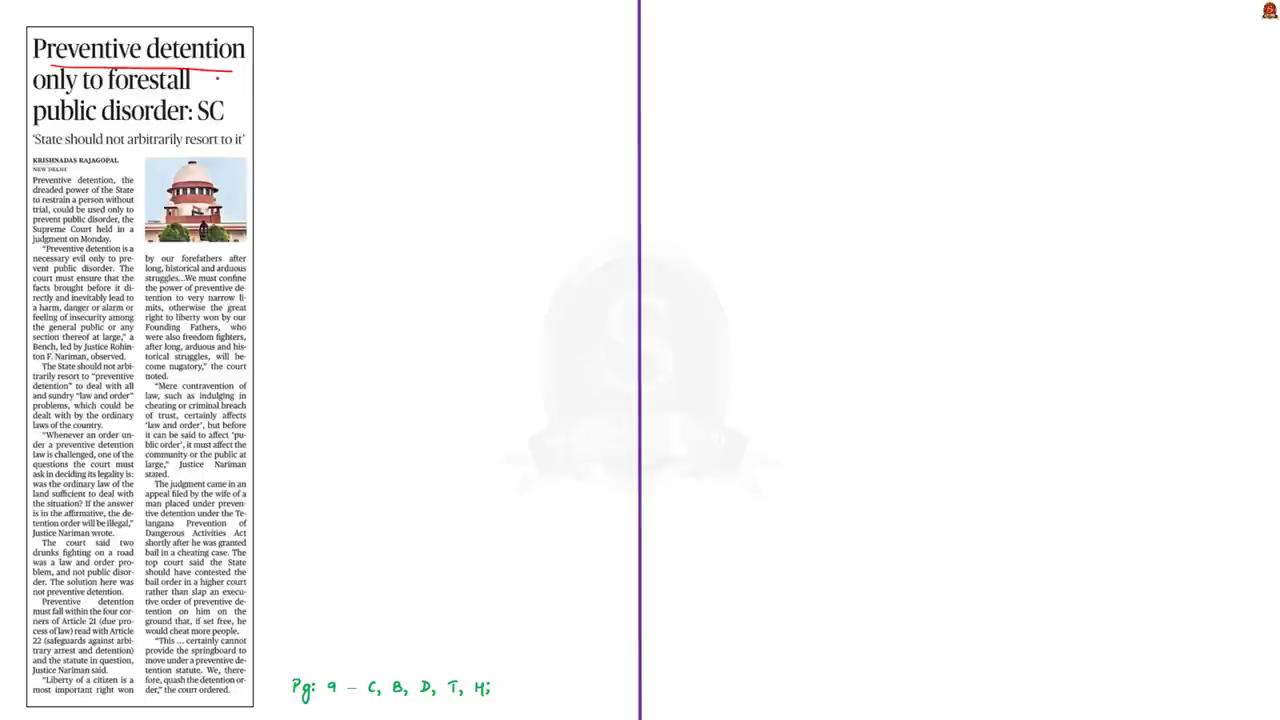 Preventive detention
only to forestall
public disorder: SC
‘State should not arbitrarily resort to it’
KRISHNADAS RAJAGOPAL
NEW DELHI
Preventive detention, the
dreaded power of the State
to restrain a person without
trial, could be used only to
prevent public disorder, the
Supreme Court held in a
judgment on Monday.
“Preventive detention is a
necessary evil only to pre-
vent public disorder. The
court must ensure that the
facts brought before it di-
rectly and inevitably lead to
a harm, danger or alarm or
feeling of insecurity among
the general public or any
section thereof at large,” a
Bench, led by Justice Rohin-
ton F. Nariman, observed.
The State should not arbi-
trarily resort to “preventive
detention” to deal with all
and sundry “law and order”
problems, which could be
dealt with by the ordinary
laws of the country.
“Whenever an order un-
der a preventive detention
law is challenged, one of the
questions the court must
ask in deciding its legality is:
was the ordinary law of the
land sufficient to deal with
the situation? If the answer
is in the affirmative, the de-
tention order will be illegal,”
Justice Nariman wrote.
The court said two
drunks fighting on a road
was a law and order pro-
blem, and not public disor-
der. The solution here was
not preventive detention.
Preventive detention
must fall within the four cor-
ners of Article 21 (due pro-
cess of law) read with Article
22 (safeguards against arbi-
trary arrest and detention)
and the statute in question,
Justice Nariman said.
“Liberty of a citizen is a
most important right won
by our forefathers after
long, historical and arduous
struggles...We must confine
the power of preventive de-
tention to very narrow li-
mits, otherwise the great
right to liberty won by our
Founding Fathers, who
were also freedom fighters,
after long, arduous and his-
torical struggles, will be-
come nugatory,” the court
noted.
“Mere contravention of
law, such as indulging in
cheating or criminal breach
of trust, certainly affects
‘law and order’, but before
it can be said to affect ‘pu-
blic order’, it must affect the
community or the public at
large,” Justice Nariman
stated.
The judgment came in an
appeal filed by the wife of a
man placed under preven-
tive detention under the Te-
langana Prevention of
Dangerous Activities Act
shortly after he was granted
bail in a cheating case. The
top court said the State
should have contested the
bail order in a higher court
rather than slap an execu-
tive order of preventive de-
tention on him on the
ground that, if set free, he
would cheat more people.
“This ... certainly cannot
provide the springboard to
move under a preventive de-
tention statute. We, there-
fore, quash the detention or-
der,” the court ordered.
Pg: 9 – C, B, D, T, H;